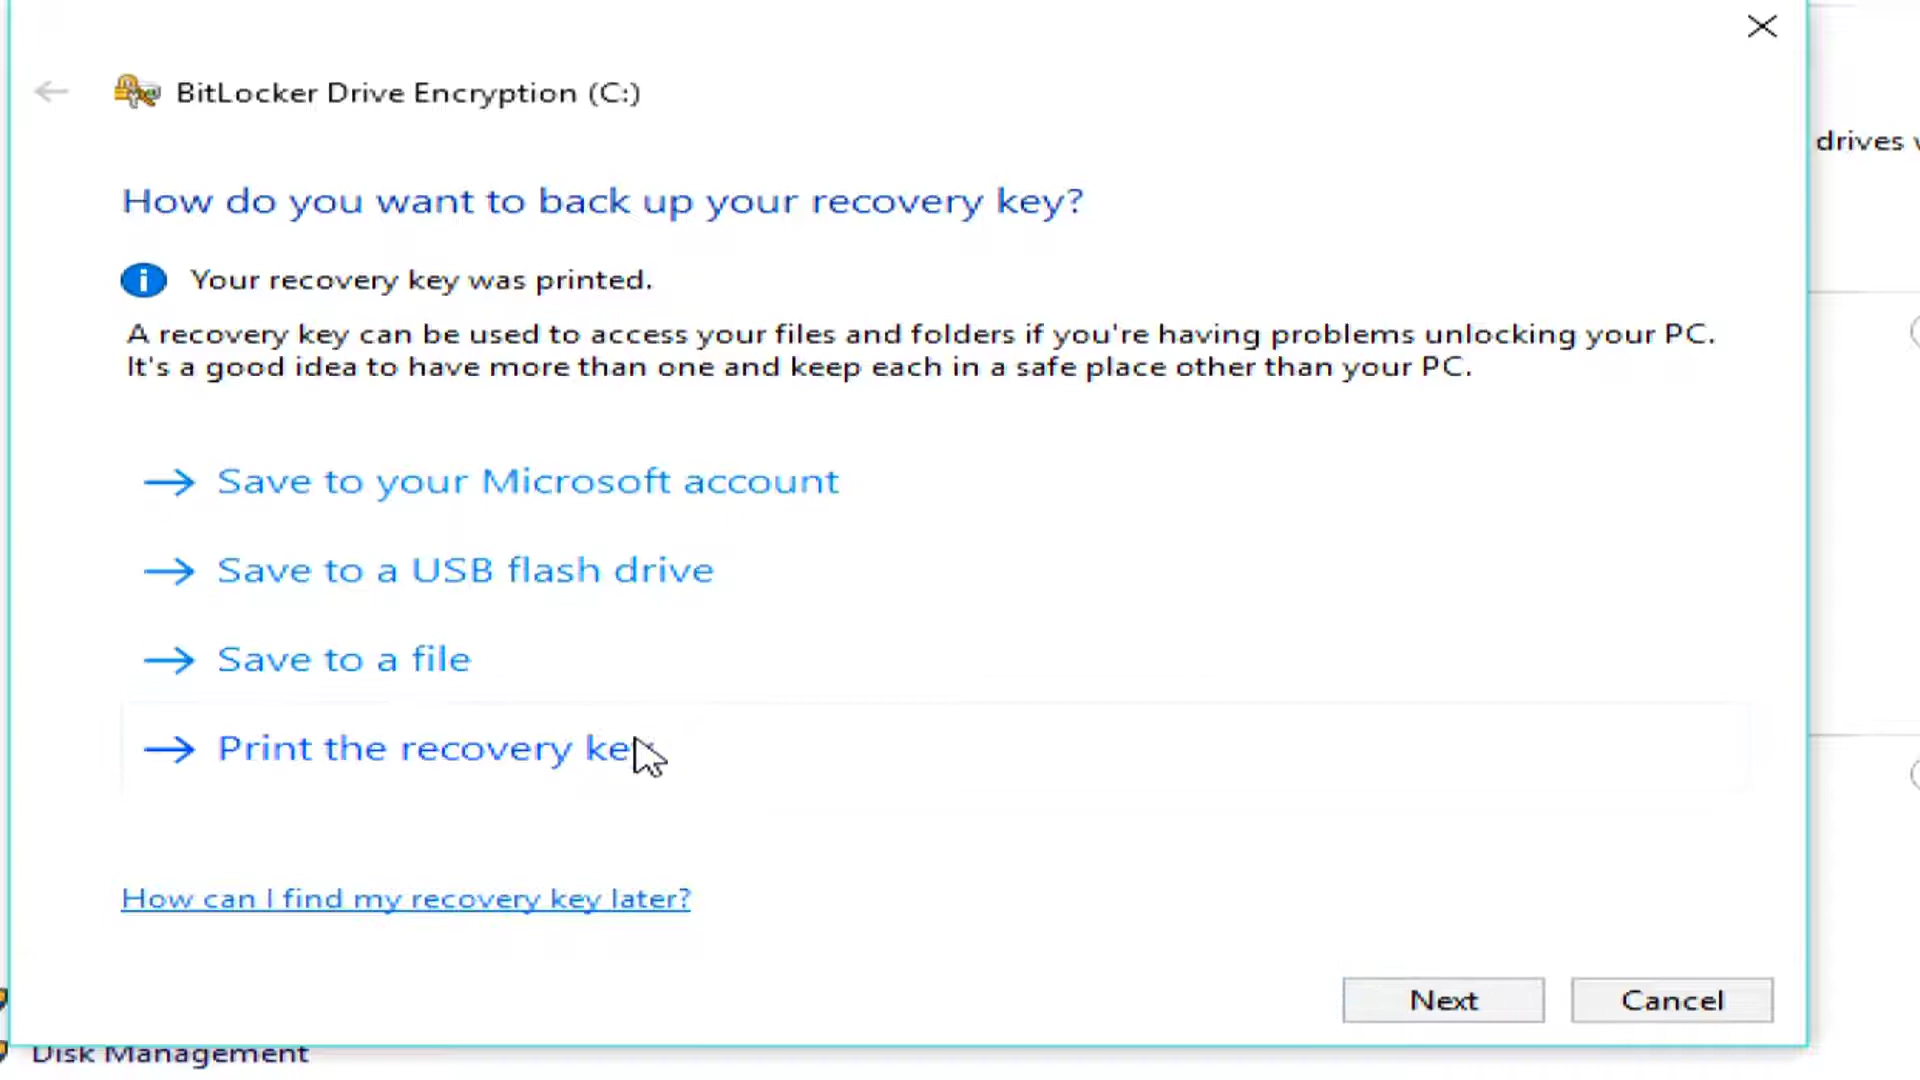 BitLocker Drive Encryption (C:)
drives
How do you want to back up your recovery key?
Your recovery key was printed.
A recovery key can be used to access your files and folders if you're having problems unlocking your PC.
It's a good idea to have more than one and keep each in a safe place other than your PC.
Save to your Microsoft account
Save to a USB flash drive
Save to a file
Print the recovery key
How can I find my recovery key later?
Next
Cancel
Disk Management